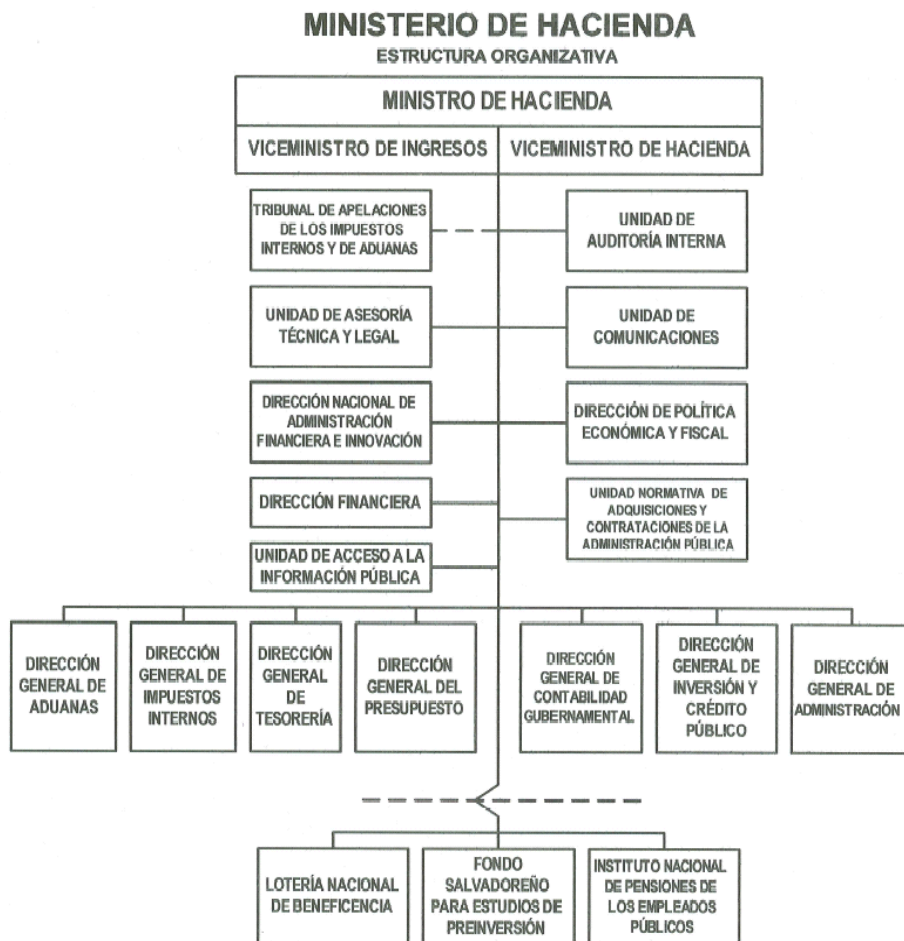 MINISTERIO DE HACIENDA
ESTRUCTURA ORGANIZATIVA
MINISTRO DE HACIENDA
VICEMINISTRO DE INGRESOS
VICEMINISTRO DE HACIENDA
TRIBUNAL DE APELACIONES
DE LOS IMPUESTOS
INTERNOS Y DE ADUANAS
UNIDAD DE
AUDITORÍA INTERNA
UNIDAD DE ASESORÍA
TÉCNICA Y LEGAL
UNIDAD DE
COMUNICACIONES
DIRECCIÓN NACIONAL DE
ADMINISTRACIÓN
FINANCIERA E INNOVACIÓN
DIRECCIÓN DE POLÍTICA
ECONÓMICA Y FISCAL
DIRECCIÓN FINANCIERA
UNIDAD NORMATIVA DE
ADQUISICIONES Y
CONTRATACIONES DE LA
ADMINISTRACIÓN PÚBLICA
UNIDAD DE ACCESO A LA
INFORMACIÓN PÚBLICA
DIRECCIÓN
GENERAL DE
ADUANAS
DIRECCIÓN
GENERAL DE
IMPUESTOS
INTERNOS
DIRECCIÓN
GENERAL
DE
TESORERÍA
DIRECCIÓN
GENERAL DEL
PRESUPUESTO
DIRECCIÓN
GENERAL
DE
CONTABILIDAD
GUBERNAMENTAL
DIRECCIÓN
GENERAL DE
INVERSIÓN Y
CRÉDITO
PÚBLICO
DIRECCIÓN
GENERAL DE
ADMINISTRACIÓN
LOTERÍA NACIONAL
DE BENEFICENCIA
FONDO
SALVADOREÑO
PARA ESTUDIOS DE
PREINVERSIÓN
INSTITUTO NACIONAL
DE PENSIONES DE
LOS EMPLEADOS
PÚBLICOS